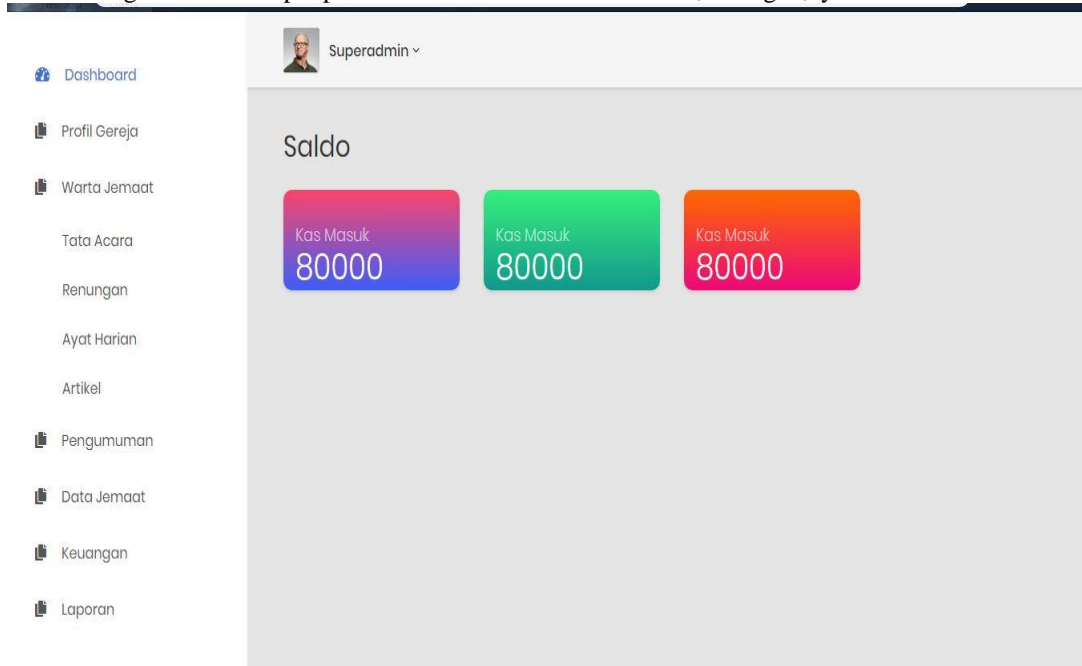 Superadmin
Dashboard
Profil Gereja
Warta Jemaat
Tata Acara
Renungan
Ayat Harian
Artikel
Pengumuman
Data Jemaat
Keuangan
Laporan
Saldo
Kas Masuk
80000
Kas Masuk
80000
Kas Masuk
80000